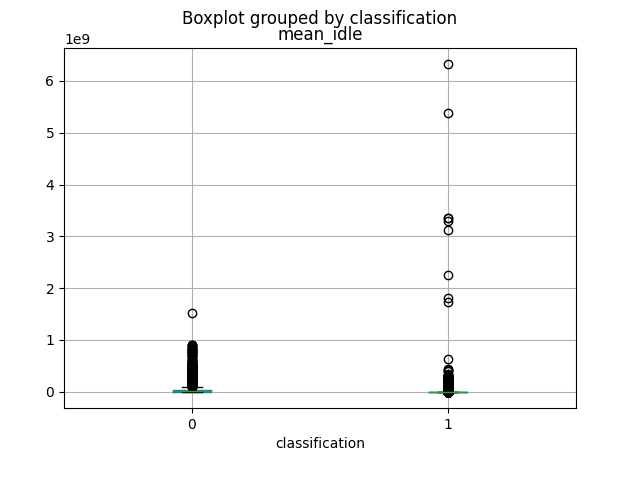 Boxplot grouped by classification
mean_idle
1e9
6
5
4
3
2
1
0
0 1
classification